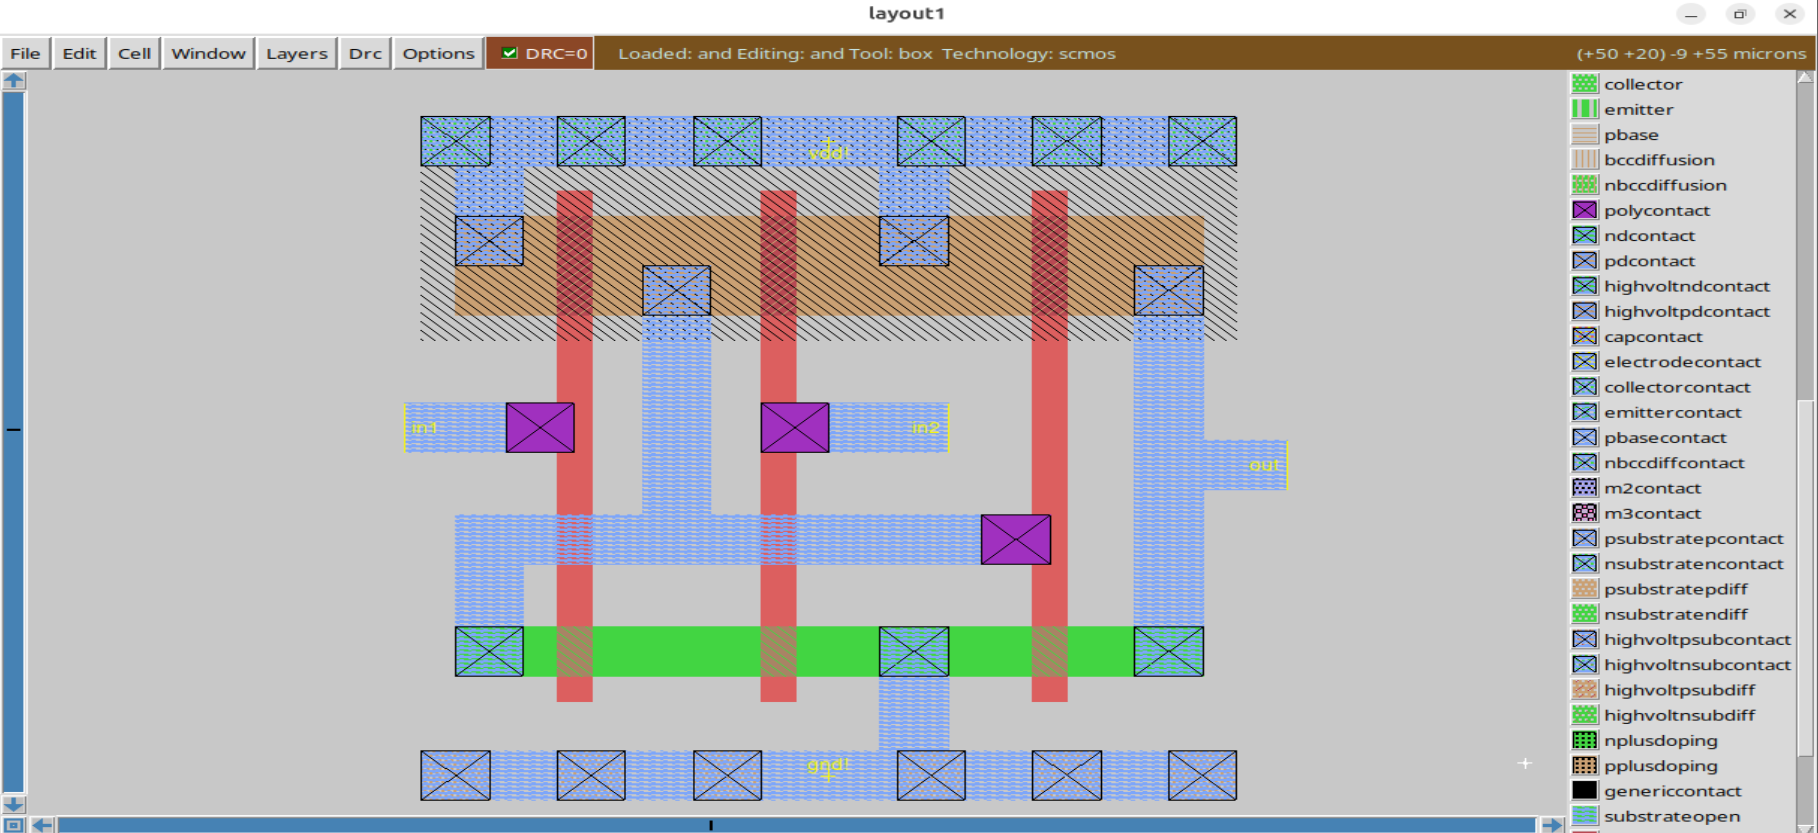 layout1
File Edit Cell Window Layers Drc Options DRC=0 Loaded: and Editing: and Tool: box Technology: scmos (+50 +20) -9 +55 microns
vdd!
in1
in2
out
gnd!
collector
emitter
pbase
bccdiffusion
nbccdiffusion
polycontact
ndcontact
pdcontact
highvoltndcontact
highvoltpdcontact
capcontact
electrodecontact
collectorcontact
emittercontact
pbasecontact
nbccdiffcontact
m2contact
m3contact
psubstratepcontact
nsubstratencontact
psubstratepdiff
nsubstratendiff
highvoltpsubcontact
highvoltnsubcontact
highvoltpsubdiff
highvoltnsubdiff
nplusdoping
pplusdoping
genericcontact
substrateopen